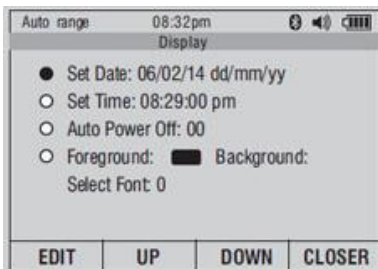 Auto range 08:32pm
Display
Set Date: 06/02/14 dd/mm/yy
Set Time: 08:29:00 pm
Auto Power Off: 00
Foreground: Background:
Select Font: 0
EDIT UP DOWN CLOSER